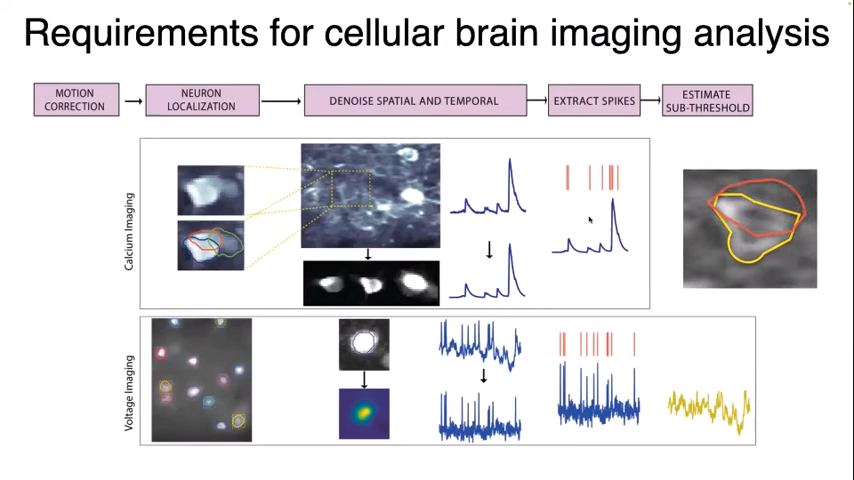 Requirements for cellular brain imaging analysis
MOTION
CORRECTION
NEURON
LOCALIZATION
DENOISE SPATIAL AND TEMPORAL
EXTRACT SPIKES
ESTIMATE
SUB-THRESHOLD
Calcium Imaging
Voltage Imaging